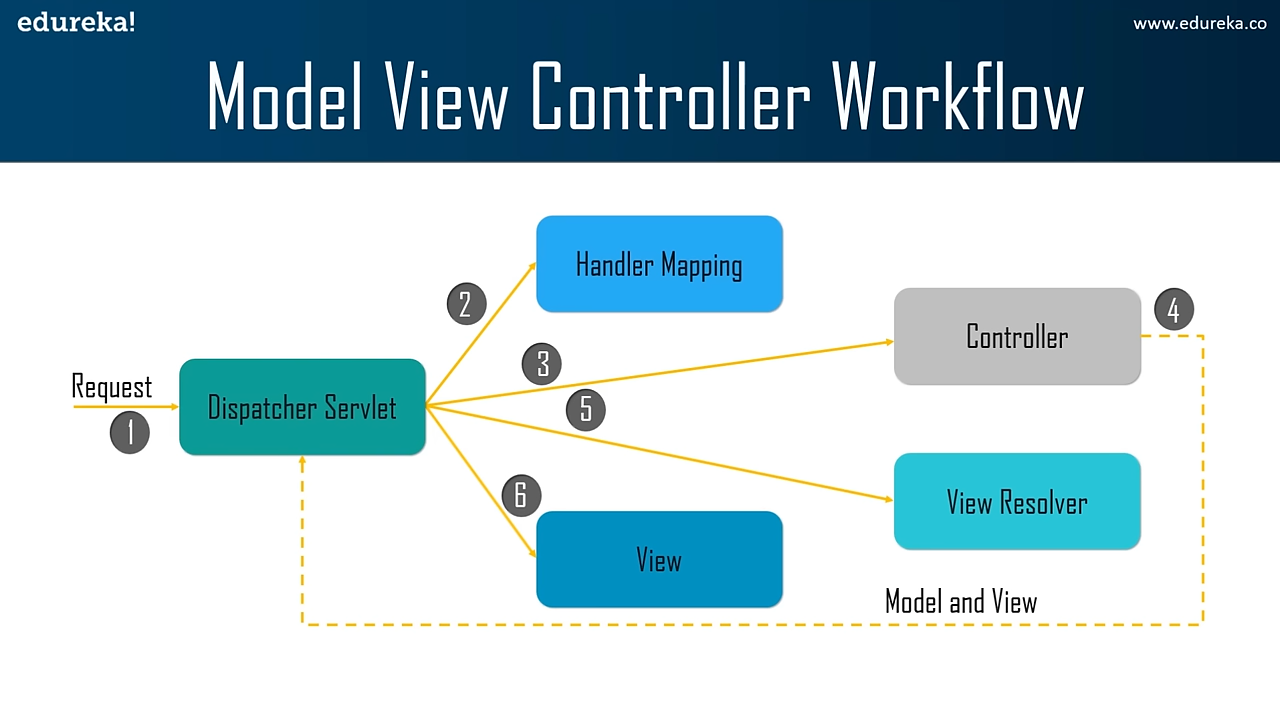 edureka!
www.edureka.co
Model View Controller Workflow
Handler Mapping
2
4
Controller
3
Request
Dispatcher Servlet
5
1
6
View Resolver
View
Model and View